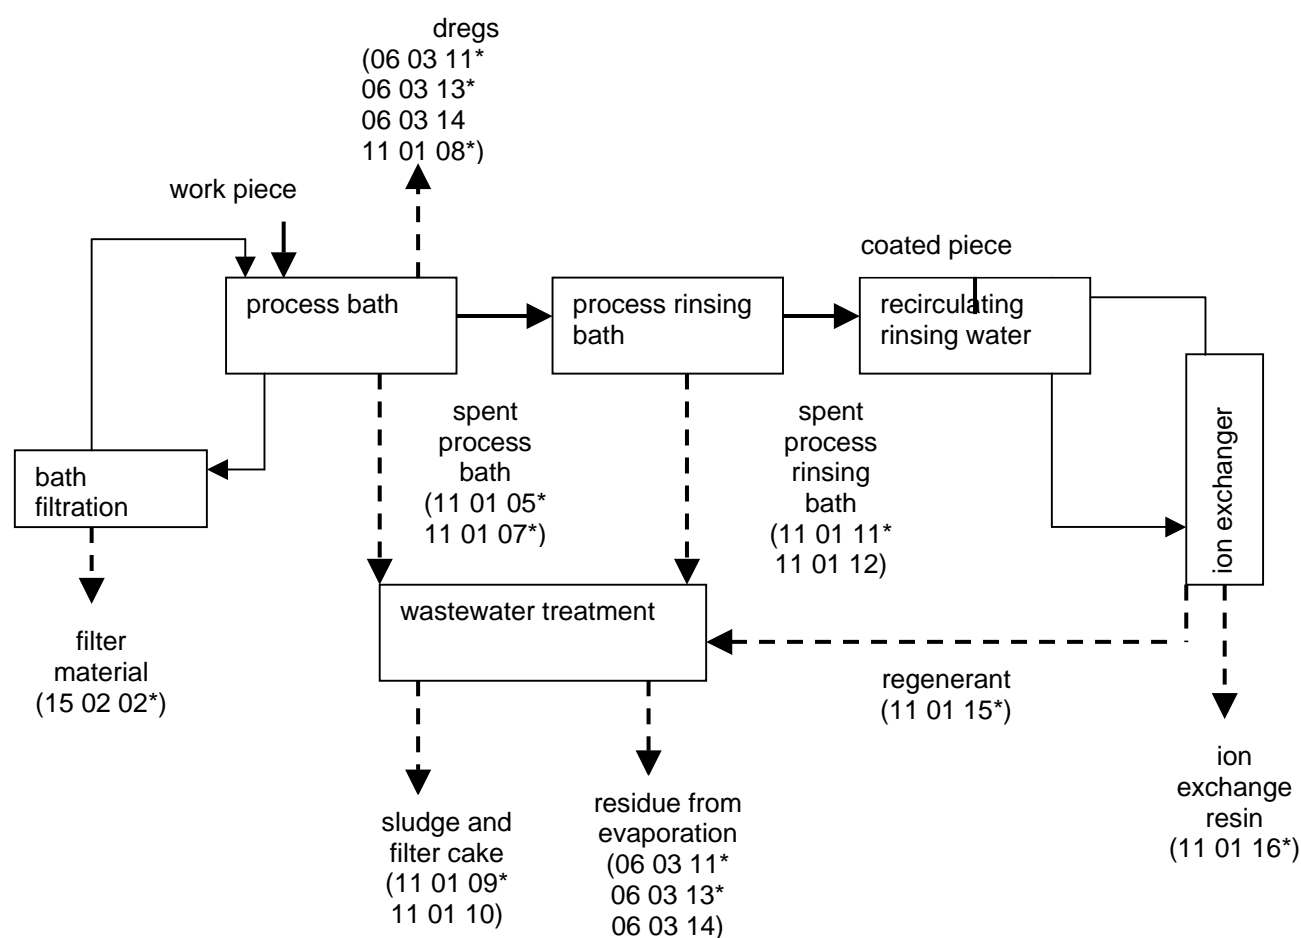 dregs
(06 03 11*
06 03 13*
06 03 14
11 01 08*)
work piece
coated piece
process bath
process rinsing
bath
recirculating
rinsing water
bath
filtration
spent
process
bath
(11 01 05*
11 01 07*)
spent
process
rinsing
bath
(11 01 11*
11 01 12)
ion exchanger
wastewater treatment
filter
material
(15 02 02*)
regenerant
(11 01 15*)
ion
exchange
resin
(11 01 16*)
sludge and
filter cake
(11 01 09*
11 01 10)
residue from
evaporation
(06 03 11*
06 03 13*
06 03 14)